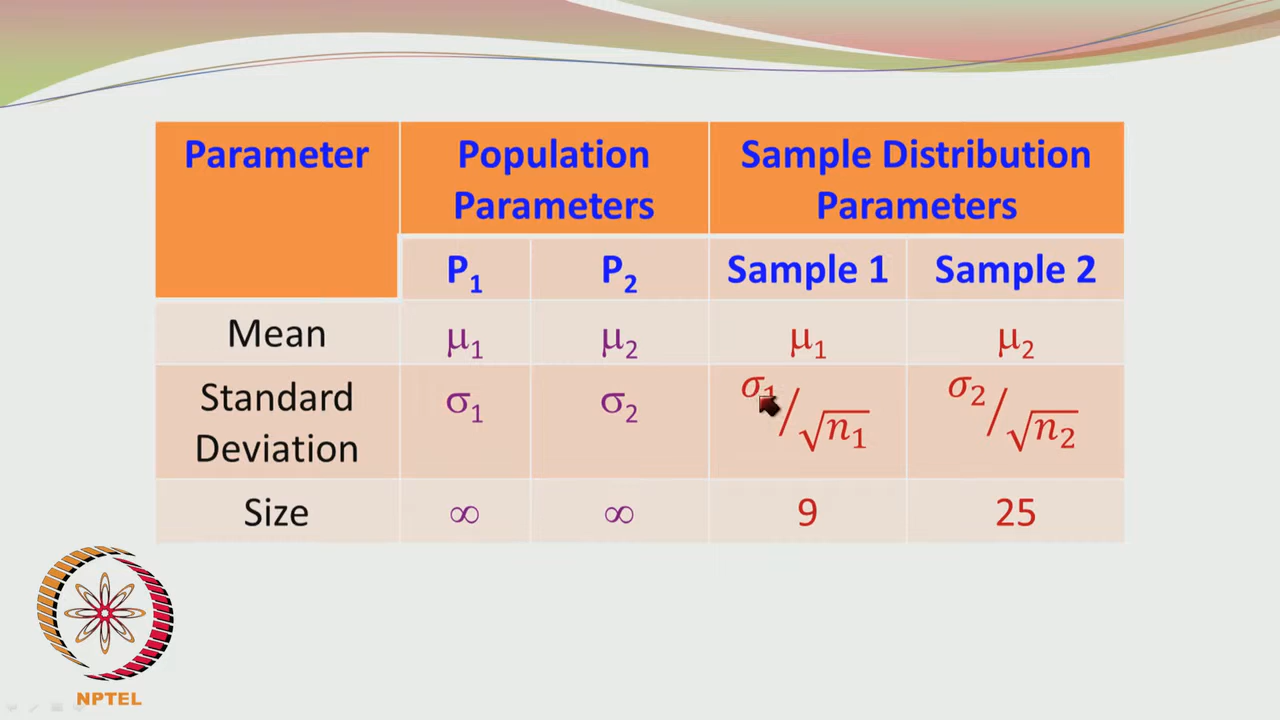 Parameter
Population
Parameters
Sample Distribution
Parameters
P₁
P₂
Sample 1
Sample 2
Mean
μ₁
μ₂
μ₁
μ₂
Standard
Deviation
σ₁
σ₂
σ₁/√n₁
σ₂/√n₂
Size
∞
∞
9
25
NPTEL